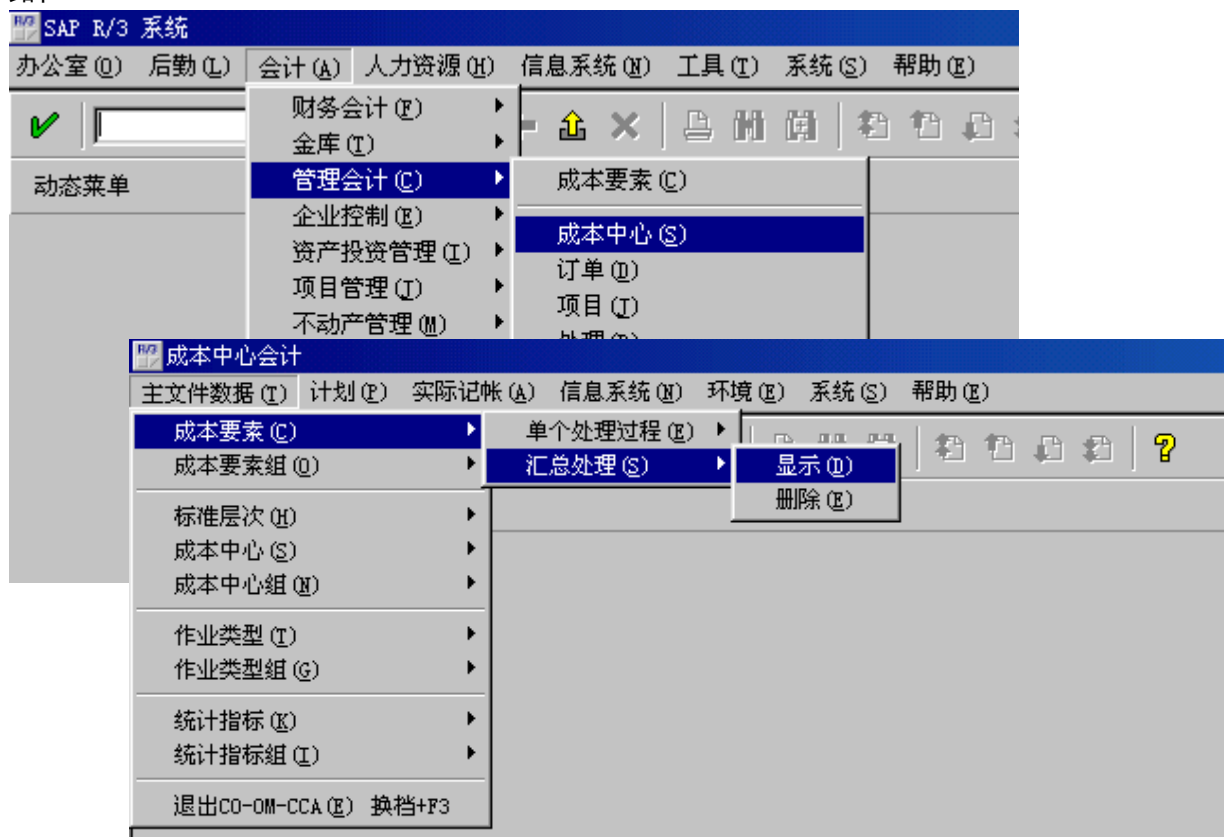 R/3 SAP R/3 系统
办公室(O) 后勤(L) 会计(A) 人力资源(H) 信息系统(N) 工具(T) 系统(S) 帮助(E)
财务会计(F)
金库(T)
动态菜单 管理会计(C) 成本要素(C)
企业控制(E)
成本中心(S)
资产投资管理(I)
订单(D)
项目管理(J)
项目(J)
不动产管理(M)
R/3 成本中心会计
主文件数据(T) 计划(P) 实际记帐(A) 信息系统(N) 环境(E) 系统(S) 帮助(E)
成本要素(C) 单个处理过程(E)
成本要素组(O) 汇总处理(S) 显示(D)
删除(E)
标准层次(H)
成本中心(S)
成本中心组(N)
作业类型(T)
作业类型组(G)
统计指标(K)
统计指标组(I)
退出CO-OM-CCA(E) 换档+F3